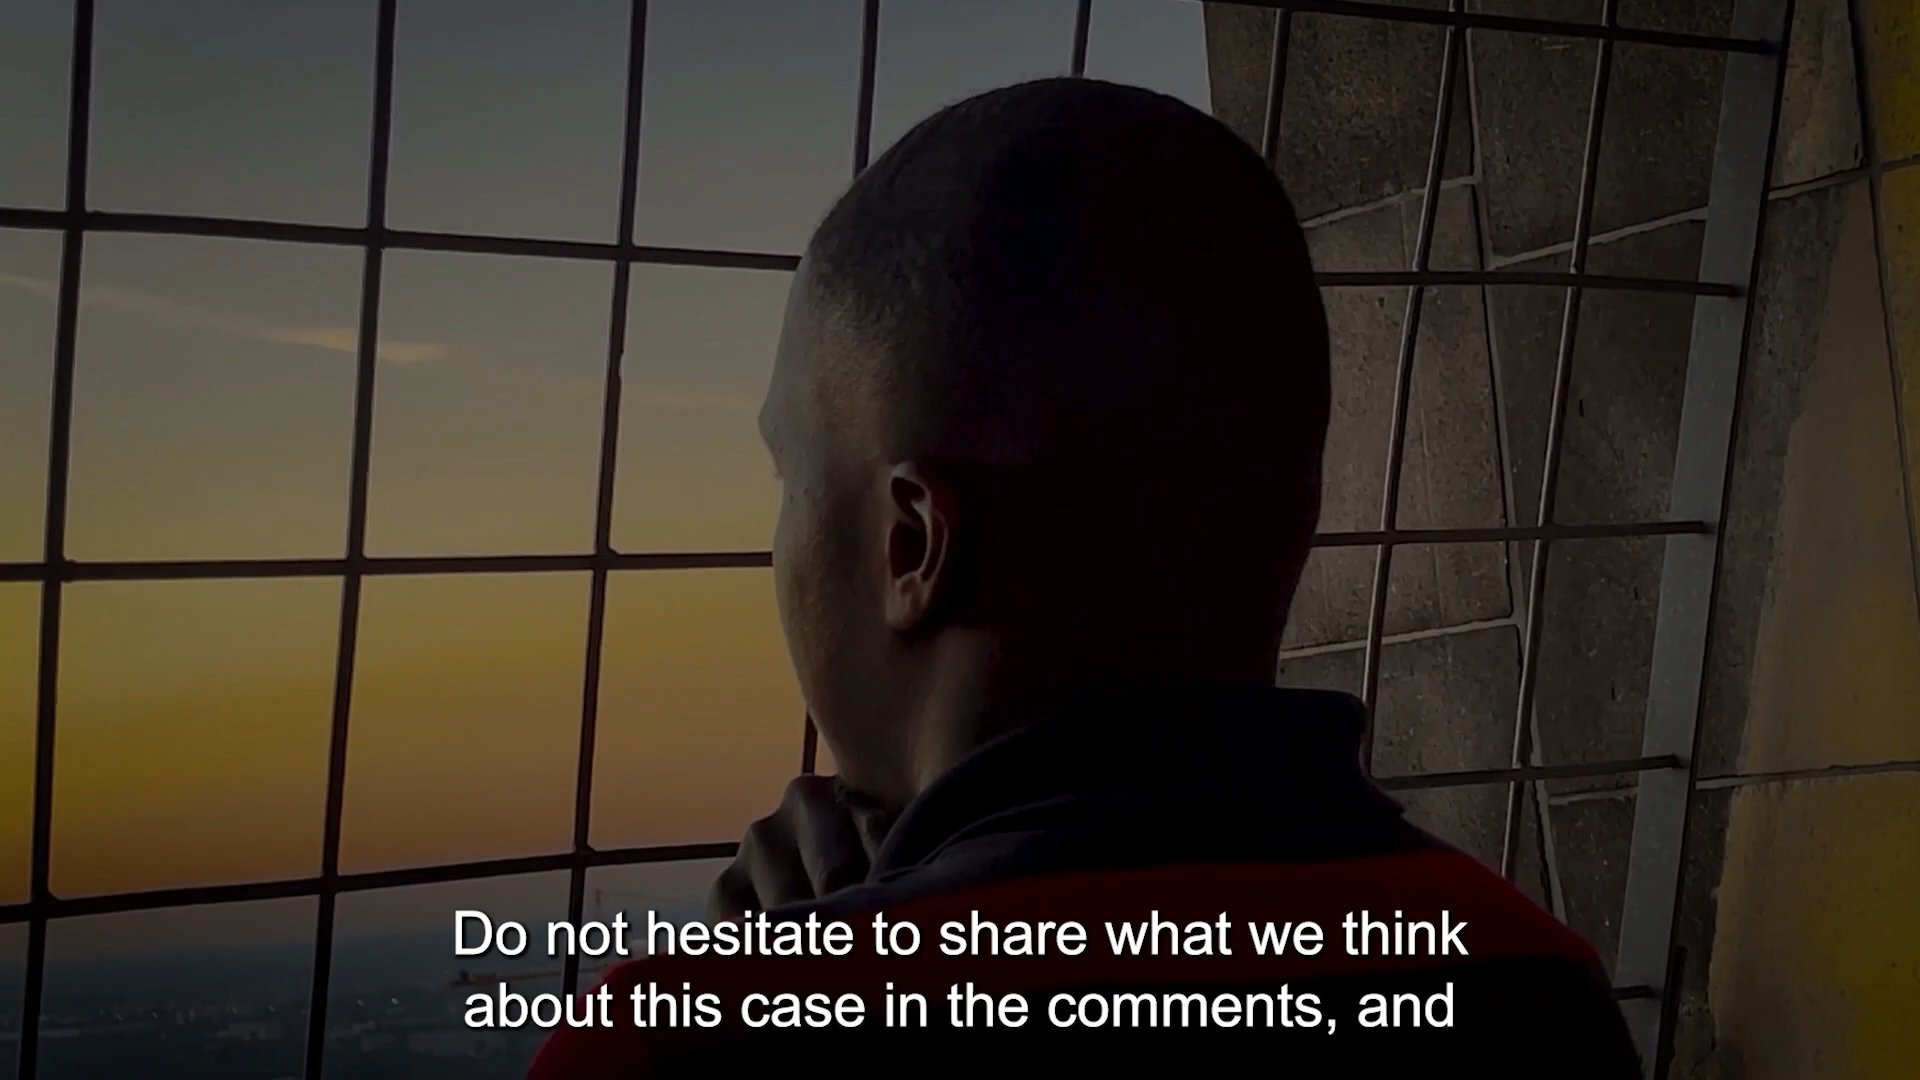 Do not hesitate to share what we think
about this case in the comments, and